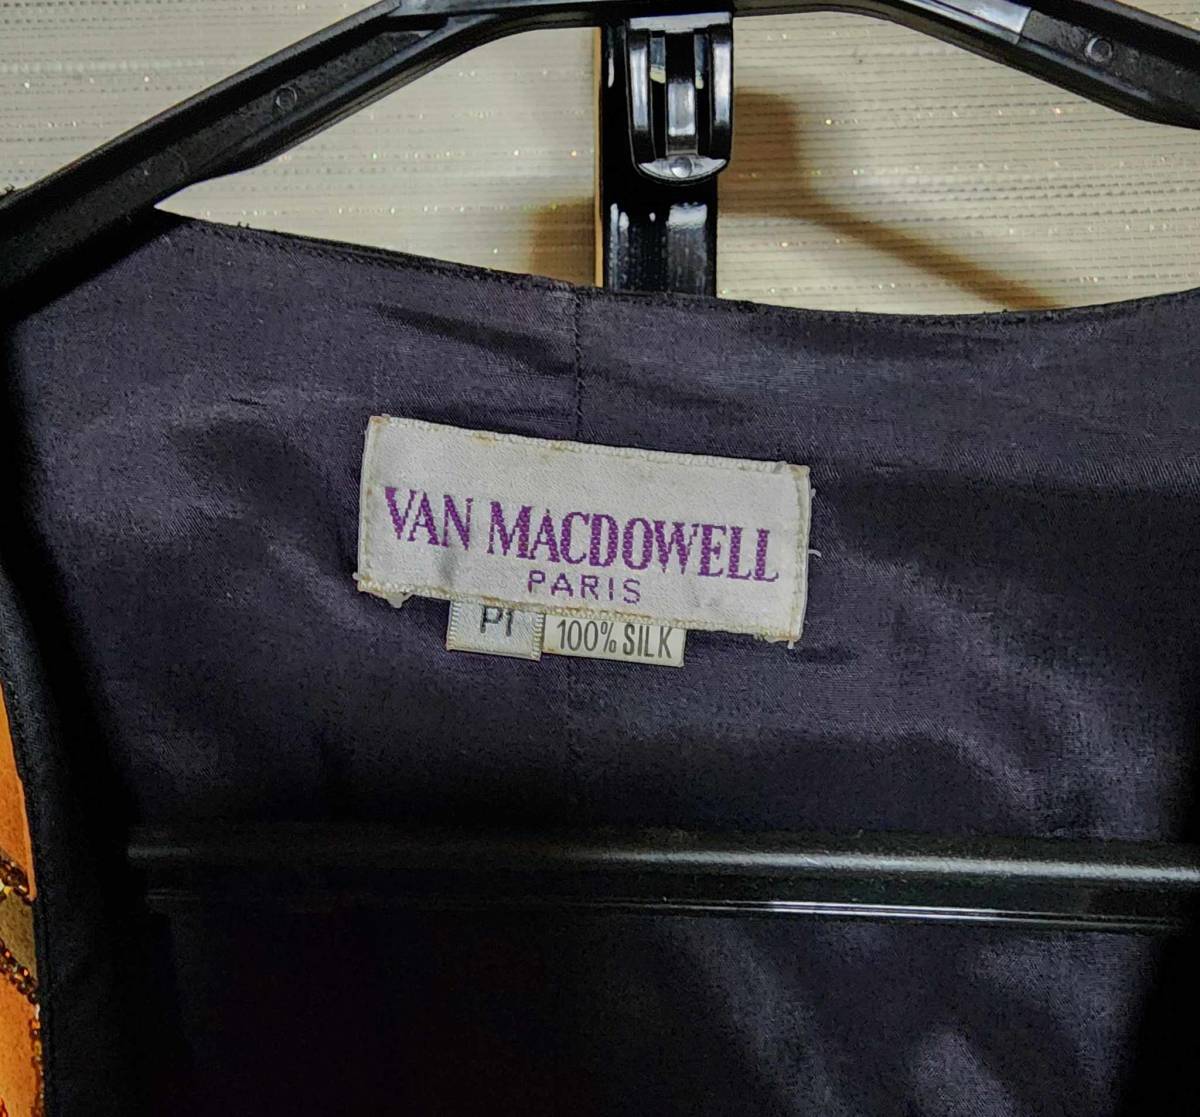 VAN MACDOWELL
PARIS
P1
100% SILK